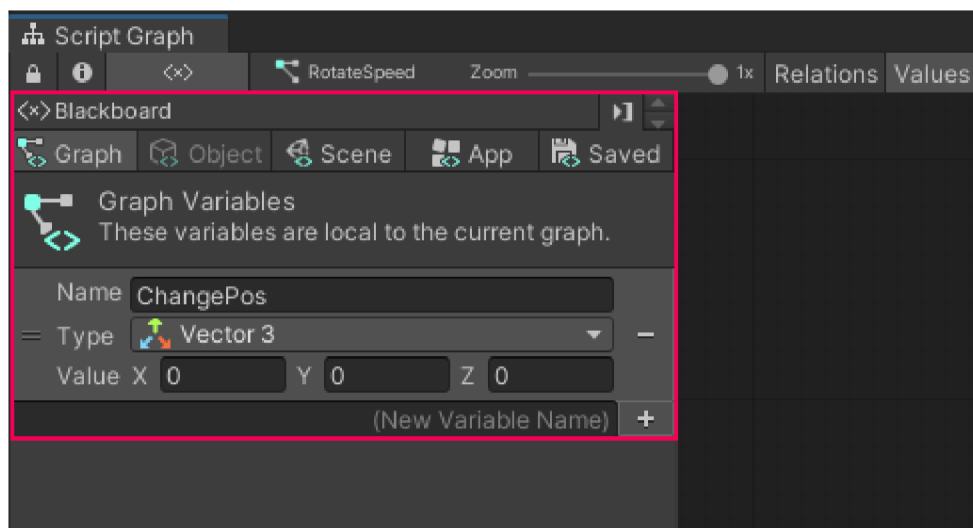 Script Graph
<×> RotateSpeed Zoom 1x Relations Values
<×> Blackboard
Graph Object Scene App Saved
Graph Variables
These variables are local to the current graph.
Name ChangePos
Type Vector 3
Value X 0 Y 0 Z 0
(New Variable Name) +